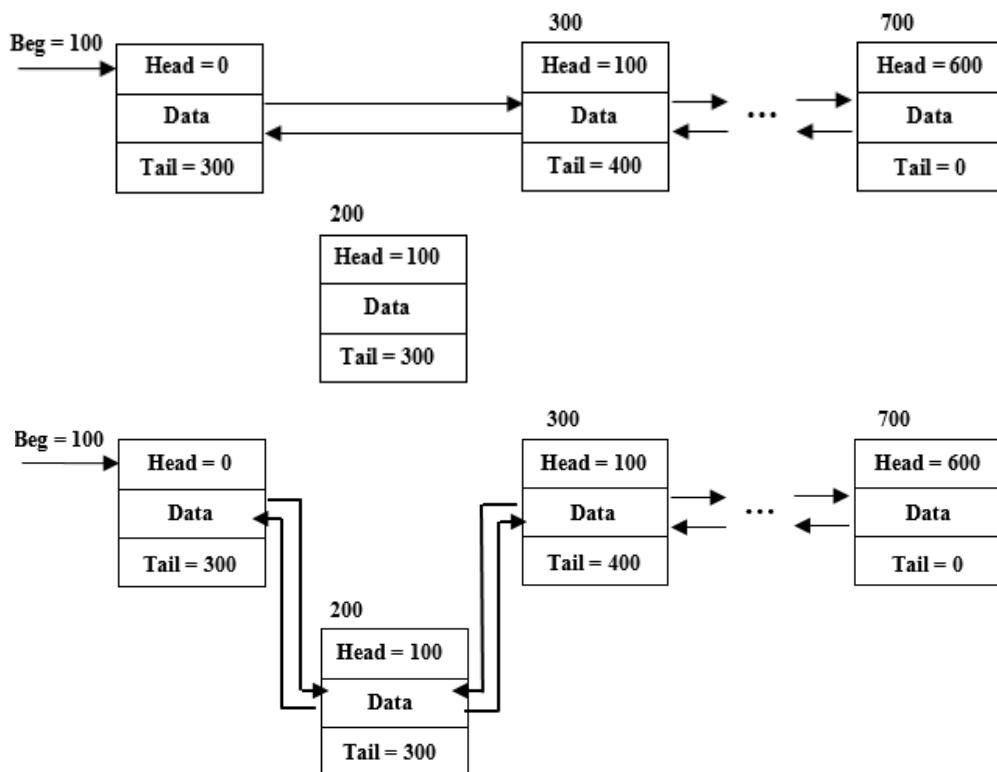 300
700
Beg = 100
Head = 0
Head = 100
Head = 600
Data
Data
...
Data
Tail = 300
Tail = 400
Tail = 0
200
Head = 100
Data
Tail = 300
300
700
Beg = 100
Head = 0
Head = 100
Head = 600
Data
Data
...
Data
Tail = 300
Tail = 400
Tail = 0
200
Head = 100
Data
Tail = 300